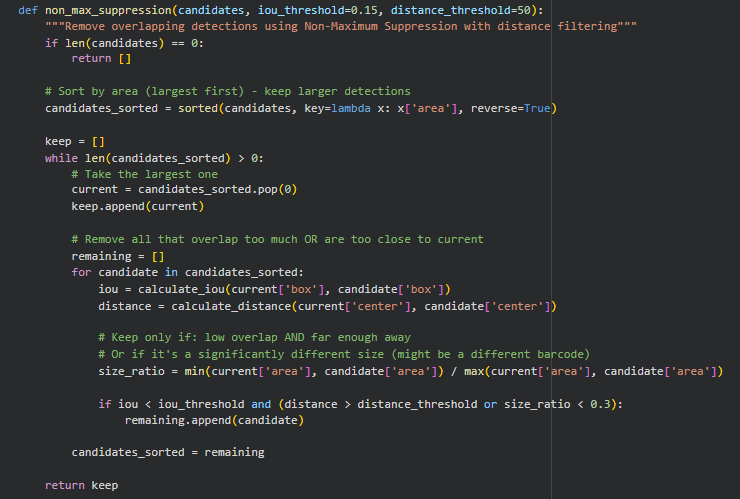 def non_max_suppression(candidates, iou_threshold=0.15, distance_threshold=50):
    """Remove overlapping detections using Non-Maximum Suppression with distance filtering"""
    if len(candidates) == 0:
        return []

    # Sort by area (largest first) - keep larger detections
    candidates_sorted = sorted(candidates, key=lambda x: x['area'], reverse=True)

    keep = []
    while len(candidates_sorted) > 0:
        # Take the largest one
        current = candidates_sorted.pop(0)
        keep.append(current)

        # Remove all that overlap too much OR are too close to current
        remaining = []
        for candidate in candidates_sorted:
            iou = calculate_iou(current['box'], candidate['box'])
            distance = calculate_distance(current['center'], candidate['center'])

            # Keep only if: low overlap AND far enough away
            # Or if it's a significantly different size (might be a different barcode)
            size_ratio = min(current['area'], candidate['area']) / max(current['area'], candidate['area'])

            if iou < iou_threshold and (distance > distance_threshold or size_ratio < 0.3):
                remaining.append(candidate)

        candidates_sorted = remaining

    return keep